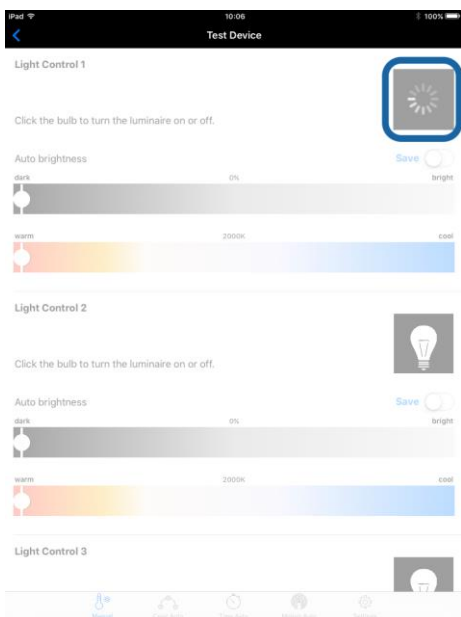 iPad 10:06 100%
Test Device
Light Control 1
Click the bulb to turn the luminaire on or off.
Auto brightness Save
dark 0% bright
warm 2000K cool
Light Control 2
Click the bulb to turn the luminaire on or off.
Auto brightness Save
dark 0% bright
warm 2000K cool
Light Control 3
Manual